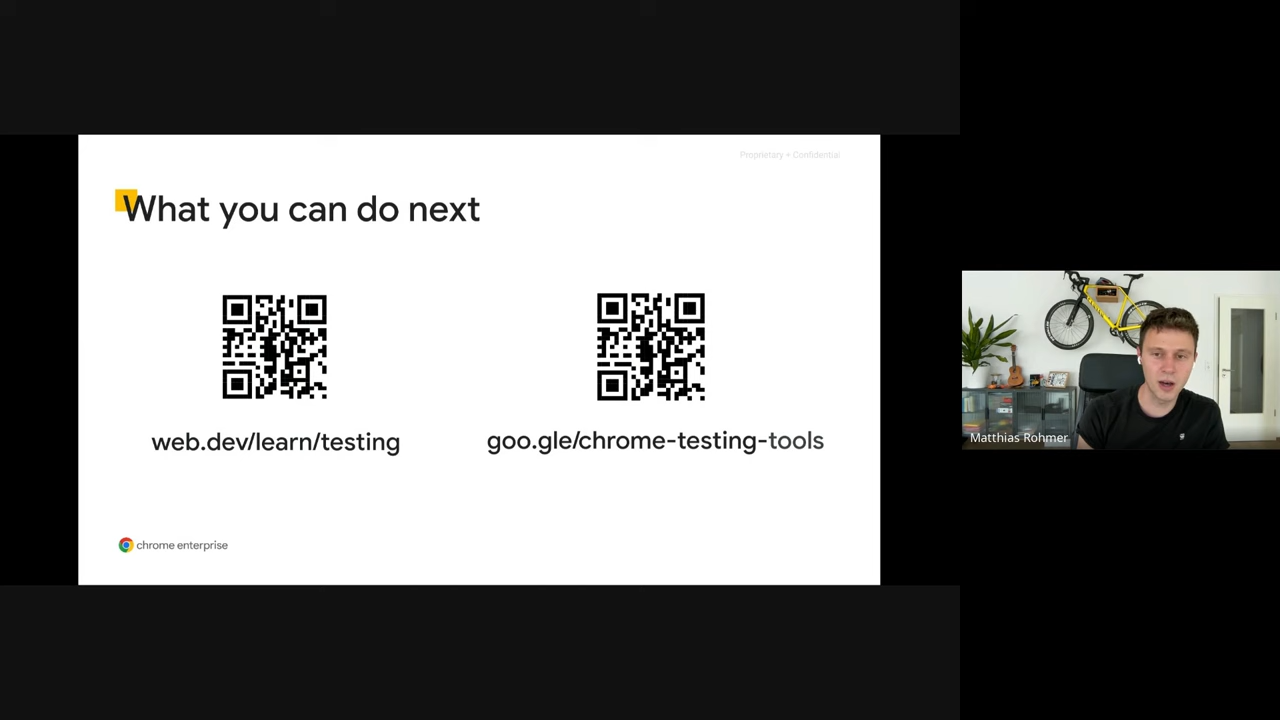 Proprietary + Confidential
What you can do next
web.dev/learn/testing
goo.gle/chrome-testing-tools
chrome enterprise
Matthias Rohmer